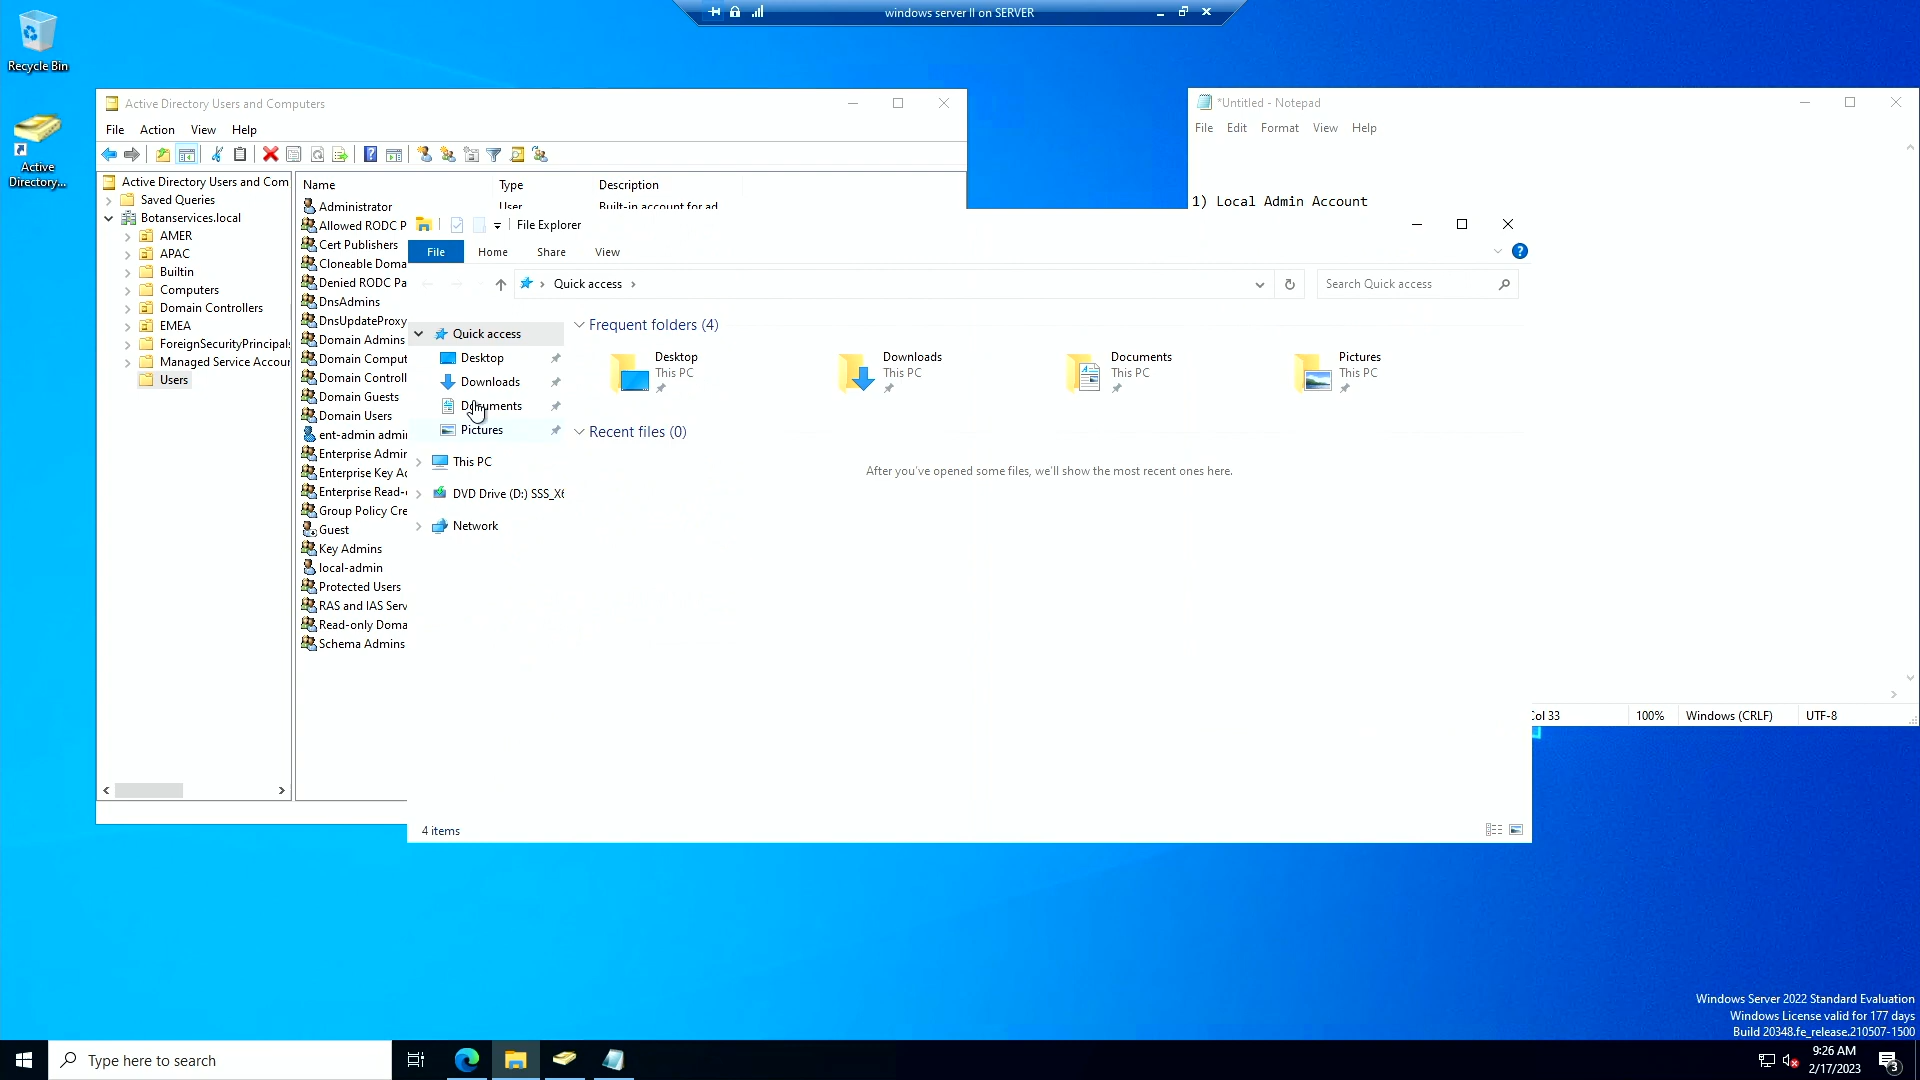 windows server II on SERVER
Recycle Bin
Active
Directory...
Active Directory Users and Computers
File Action View Help
Active Directory Users and Com
Saved Queries
Botanservices.local
AMER
APAC
Builtin
Computers
Domain Controllers
EMEA
ForeignSecurityPrincipals
Managed Service Accour
Users
Name Type Description
Administrator User Built-in account for ad
Allowed RODC P
Cert Publishers
Cloneable Doma
Denied RODC Pa
DnsAdmins
DnsUpdateProxy
Domain Admins
Domain Comput
Domain Controll
Domain Guests
Domain Users
ent-admin admi
Enterprise Admir
Enterprise Key Ac
Enterprise Read-
Group Policy Cre
Guest
Key Admins
local-admin
Protected Users
RAS and IAS Serv
Read-only Doma
Schema Admins
*Untitled - Notepad
File Edit Format View Help
1) Local Admin Account
Col 33 100% Windows (CRLF) UTF-8
File Explorer
File Home Share View
Quick access
Search Quick access
Quick access
Desktop
Downloads
Documents
Pictures
This PC
DVD Drive (D:) SSS_X6
Network
Frequent folders (4)
Desktop
This PC
Downloads
This PC
Documents
This PC
Pictures
This PC
Recent files (0)
After you've opened some files, we'll show the most recent ones here.
4 items
Windows Server 2022 Standard Evaluation
Windows License valid for 177 days
Build 20348.fe_release.210507-1500
Type here to search
9:26 AM
2/17/2023
3